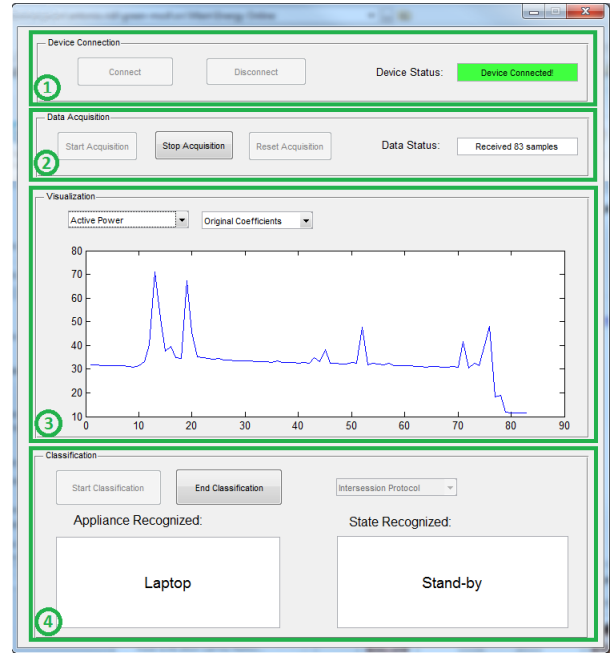 Device Connection
Connect Disconnect Device Status: Device Connected!
1
Data Acquisition
Start Acquisition Stop Acquisition Reset Acquisition Data Status: Received 83 samples
2
Visualization
Active Power Original Coefficients
80
70
60
50
40
30
20
10
0 10 20 30 40 50 60 70 80 90
3
Classification
Start Classification End Classification Intersession Protocol
Appliance Recognized: State Recognized:
Laptop Stand-by
4